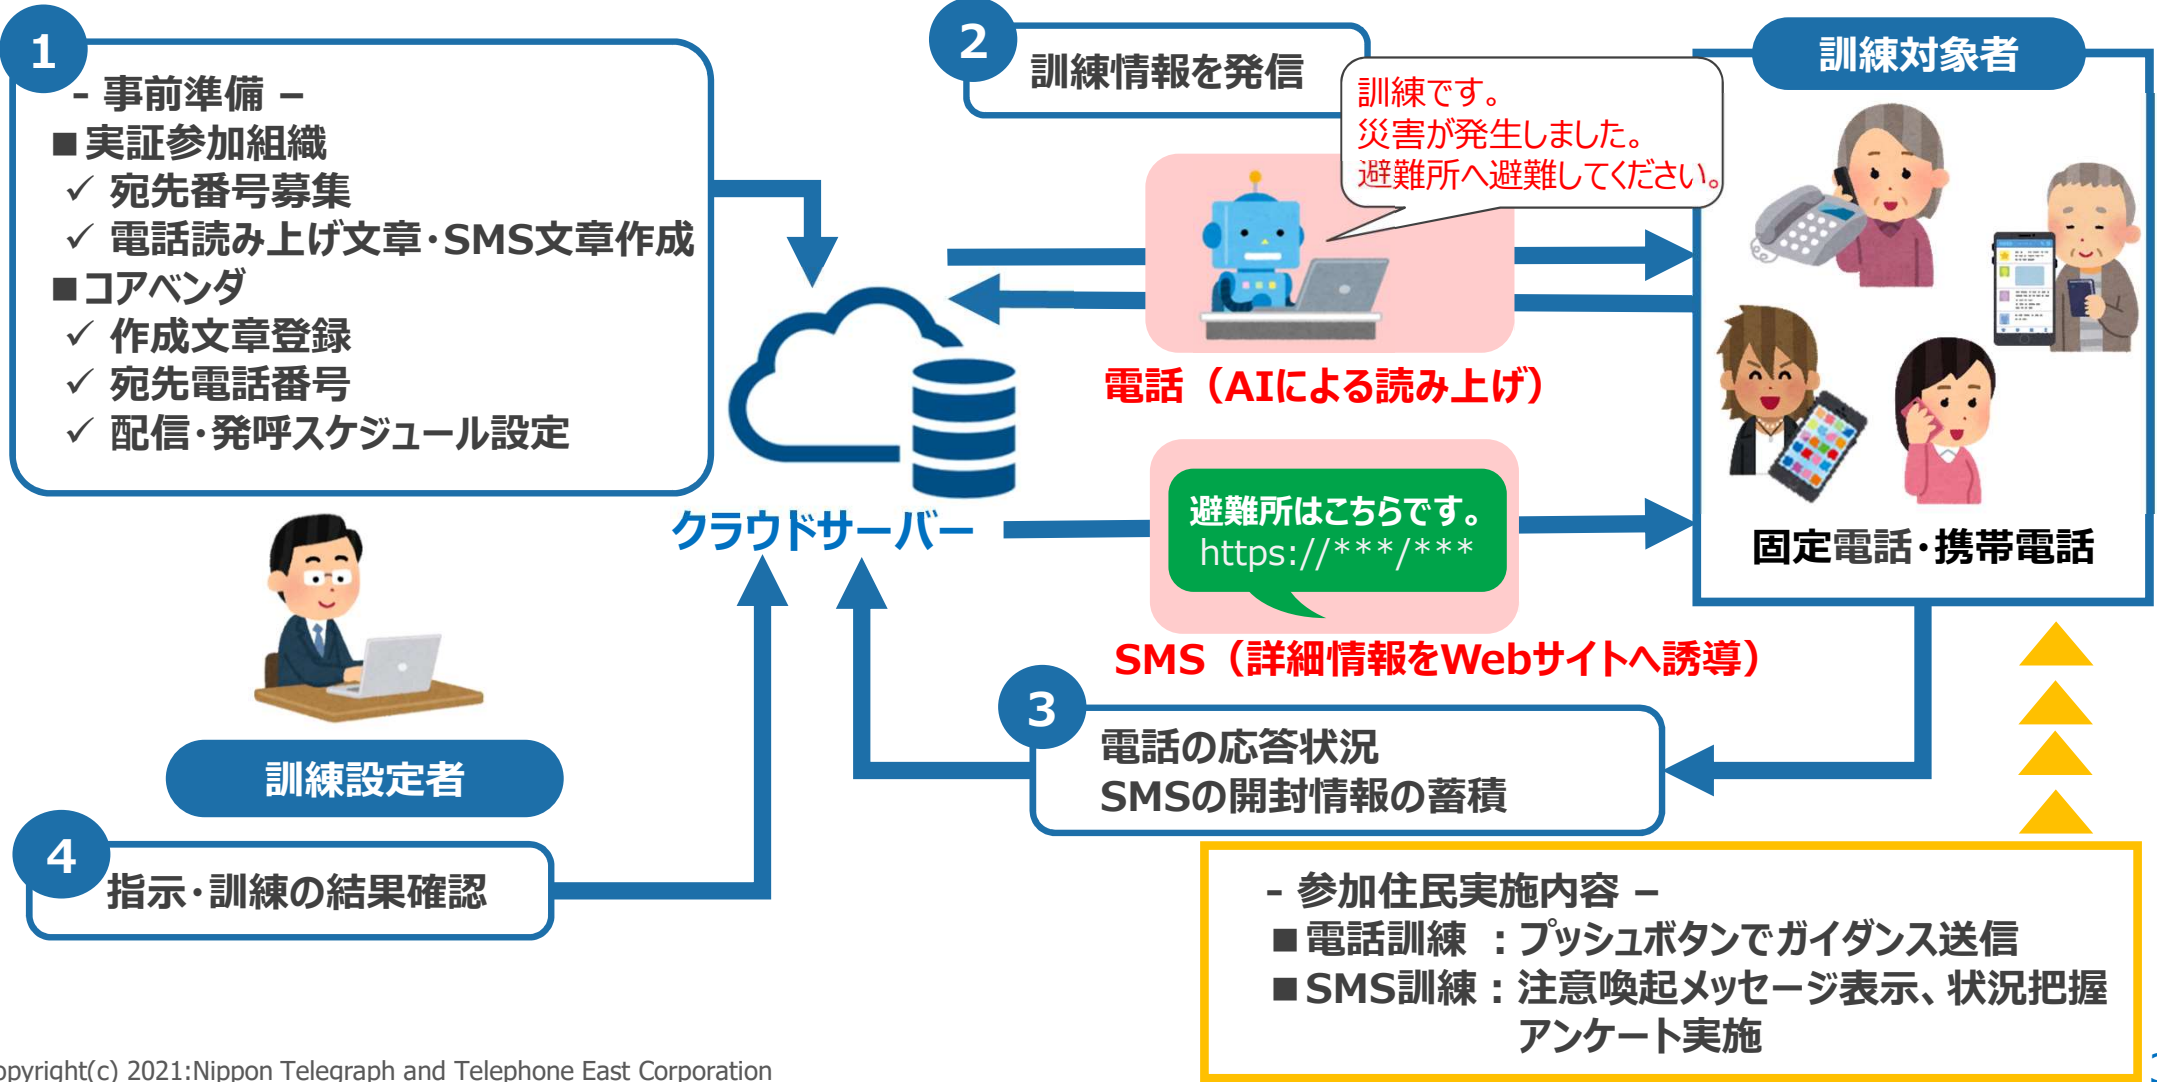 1
- 事前準備 –
■実証参加組織
✓ 宛先番号募集
✓ 電話読み上げ文章・SMS文章作成
■コアベンダ
✓ 作成文章登録
✓ 宛先電話番号
✓ 配信・発呼スケジュール設定
訓練設定者
4
指示・訓練の結果確認
クラウドサーバー
2
訓練情報を発信
訓練です。
災害が発生しました。
避難所へ避難してください。
電話（AIによる読み上げ）
避難所はこちらです。
https://***/***
SMS（詳細情報をWebサイトへ誘導）
3
電話の応答状況
SMSの開封情報の蓄積
訓練対象者
固定電話・携帯電話
- 参加住民実施内容 –
■電話訓練 ：プッシュボタンでガイダンス送信
■SMS訓練：注意喚起メッセージ表示、状況把握
アンケート実施
opyright(c) 2021:Nippon Telegraph and Telephone East Corporation